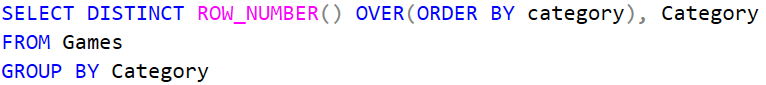 SELECT DISTINCT ROW_NUMBER() OVER(ORDER BY category), Category
FROM Games
GROUP BY Category